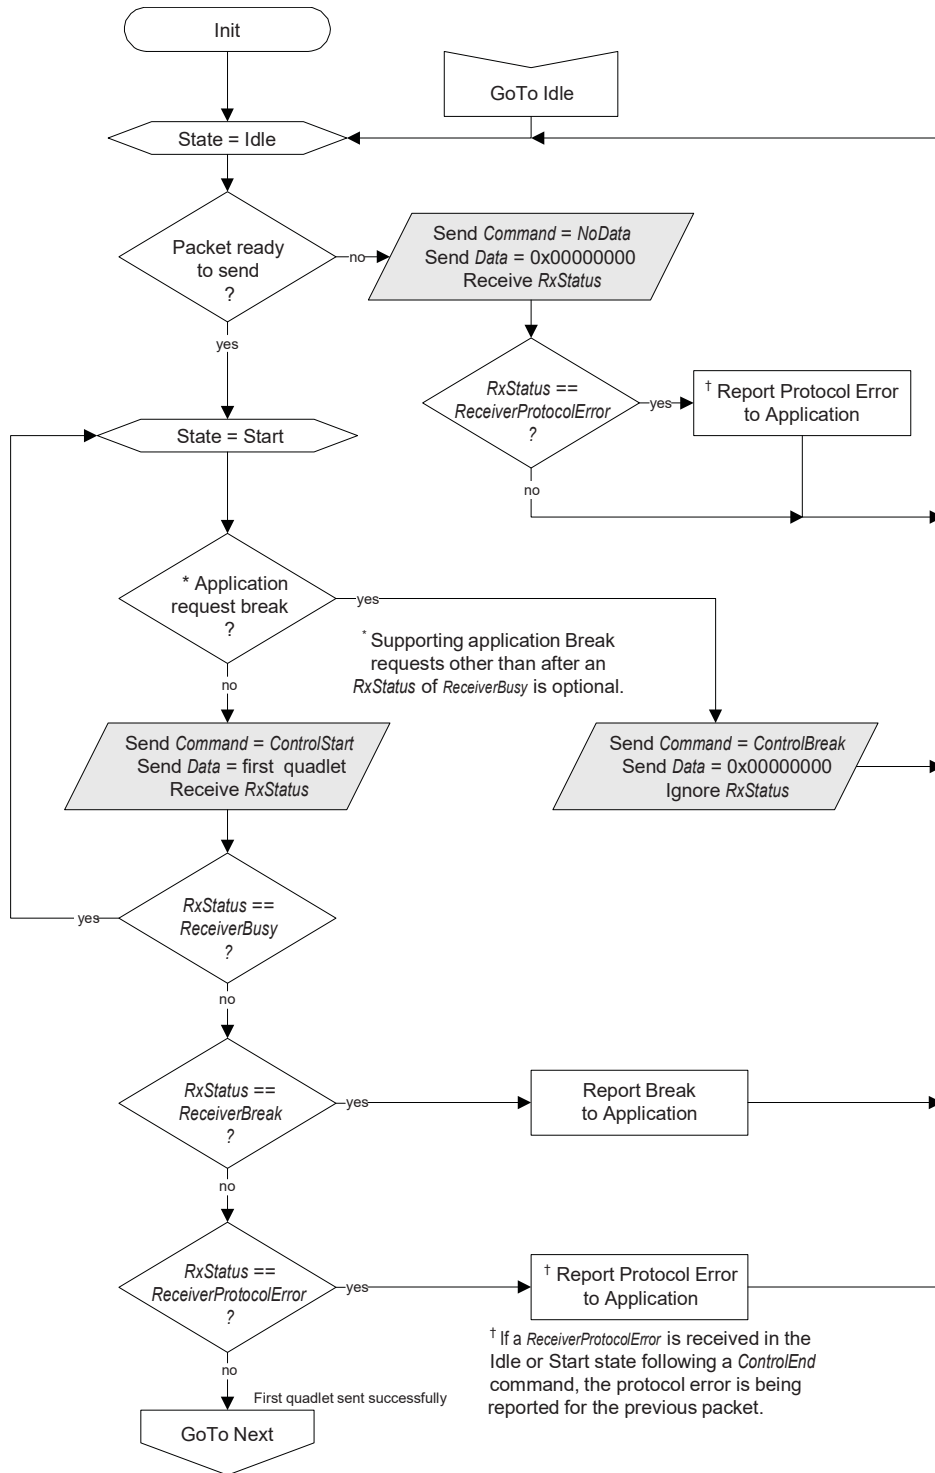 Init
GoTo Idle
State = Idle
Packet ready
to send
?
no
Send Command = NoData
Send Data = 0x00000000
Receive RxStatus
yes
RxStatus ==
ReceiverProtocolError
?
yes
† Report Protocol Error
to Application
no
State = Start
* Application
request break
?
yes
* Supporting application Break
requests other than after an
RxStatus of ReceiverBusy is optional.
no
Send Command = ControlStart
Send Data = first quadlet
Receive RxStatus
Send Command = ControlBreak
Send Data = 0x00000000
Ignore RxStatus
RxStatus ==
ReceiverBusy
?
yes
no
RxStatus ==
ReceiverBreak
?
yes
Report Break
to Application
no
RxStatus ==
ReceiverProtocolError
?
yes
† Report Protocol Error
to Application
† If a ReceiverProtocolError is received in the
Idle or Start state following a ControlEnd
command, the protocol error is being
reported for the previous packet.
no
First quadlet sent successfully
GoTo Next